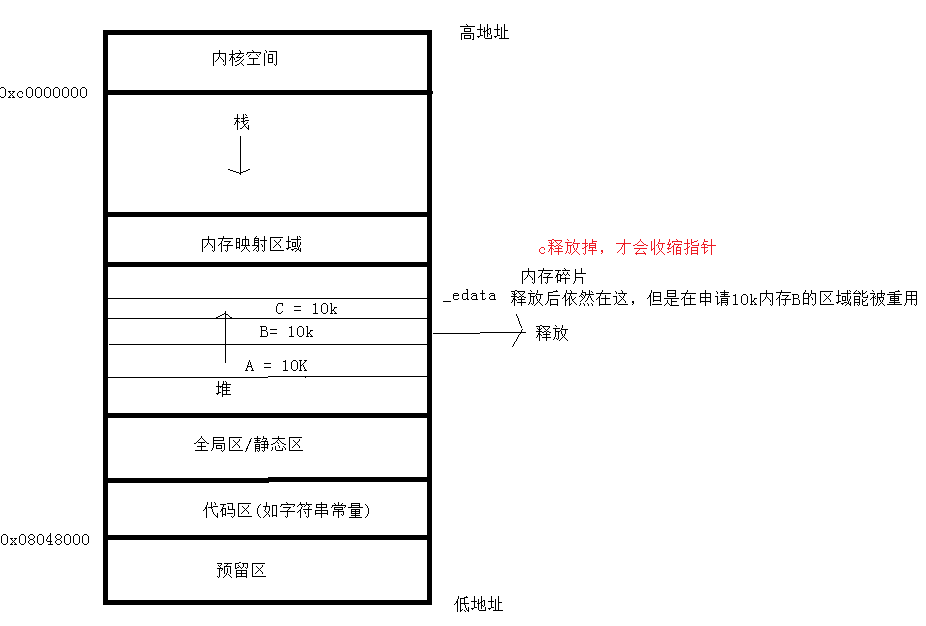 高地址
内核空间
0xc0000000
栈
内存映射区域
c释放掉，才会收缩指针
内存碎片
_edata
释放后依然在这，但是在申请10k内存B的区域能被重用
C = 10k
B= 10k
释放
A = 10K
堆
全局区/静态区
代码区(如字符串常量)
0x08048000
预留区
低地址